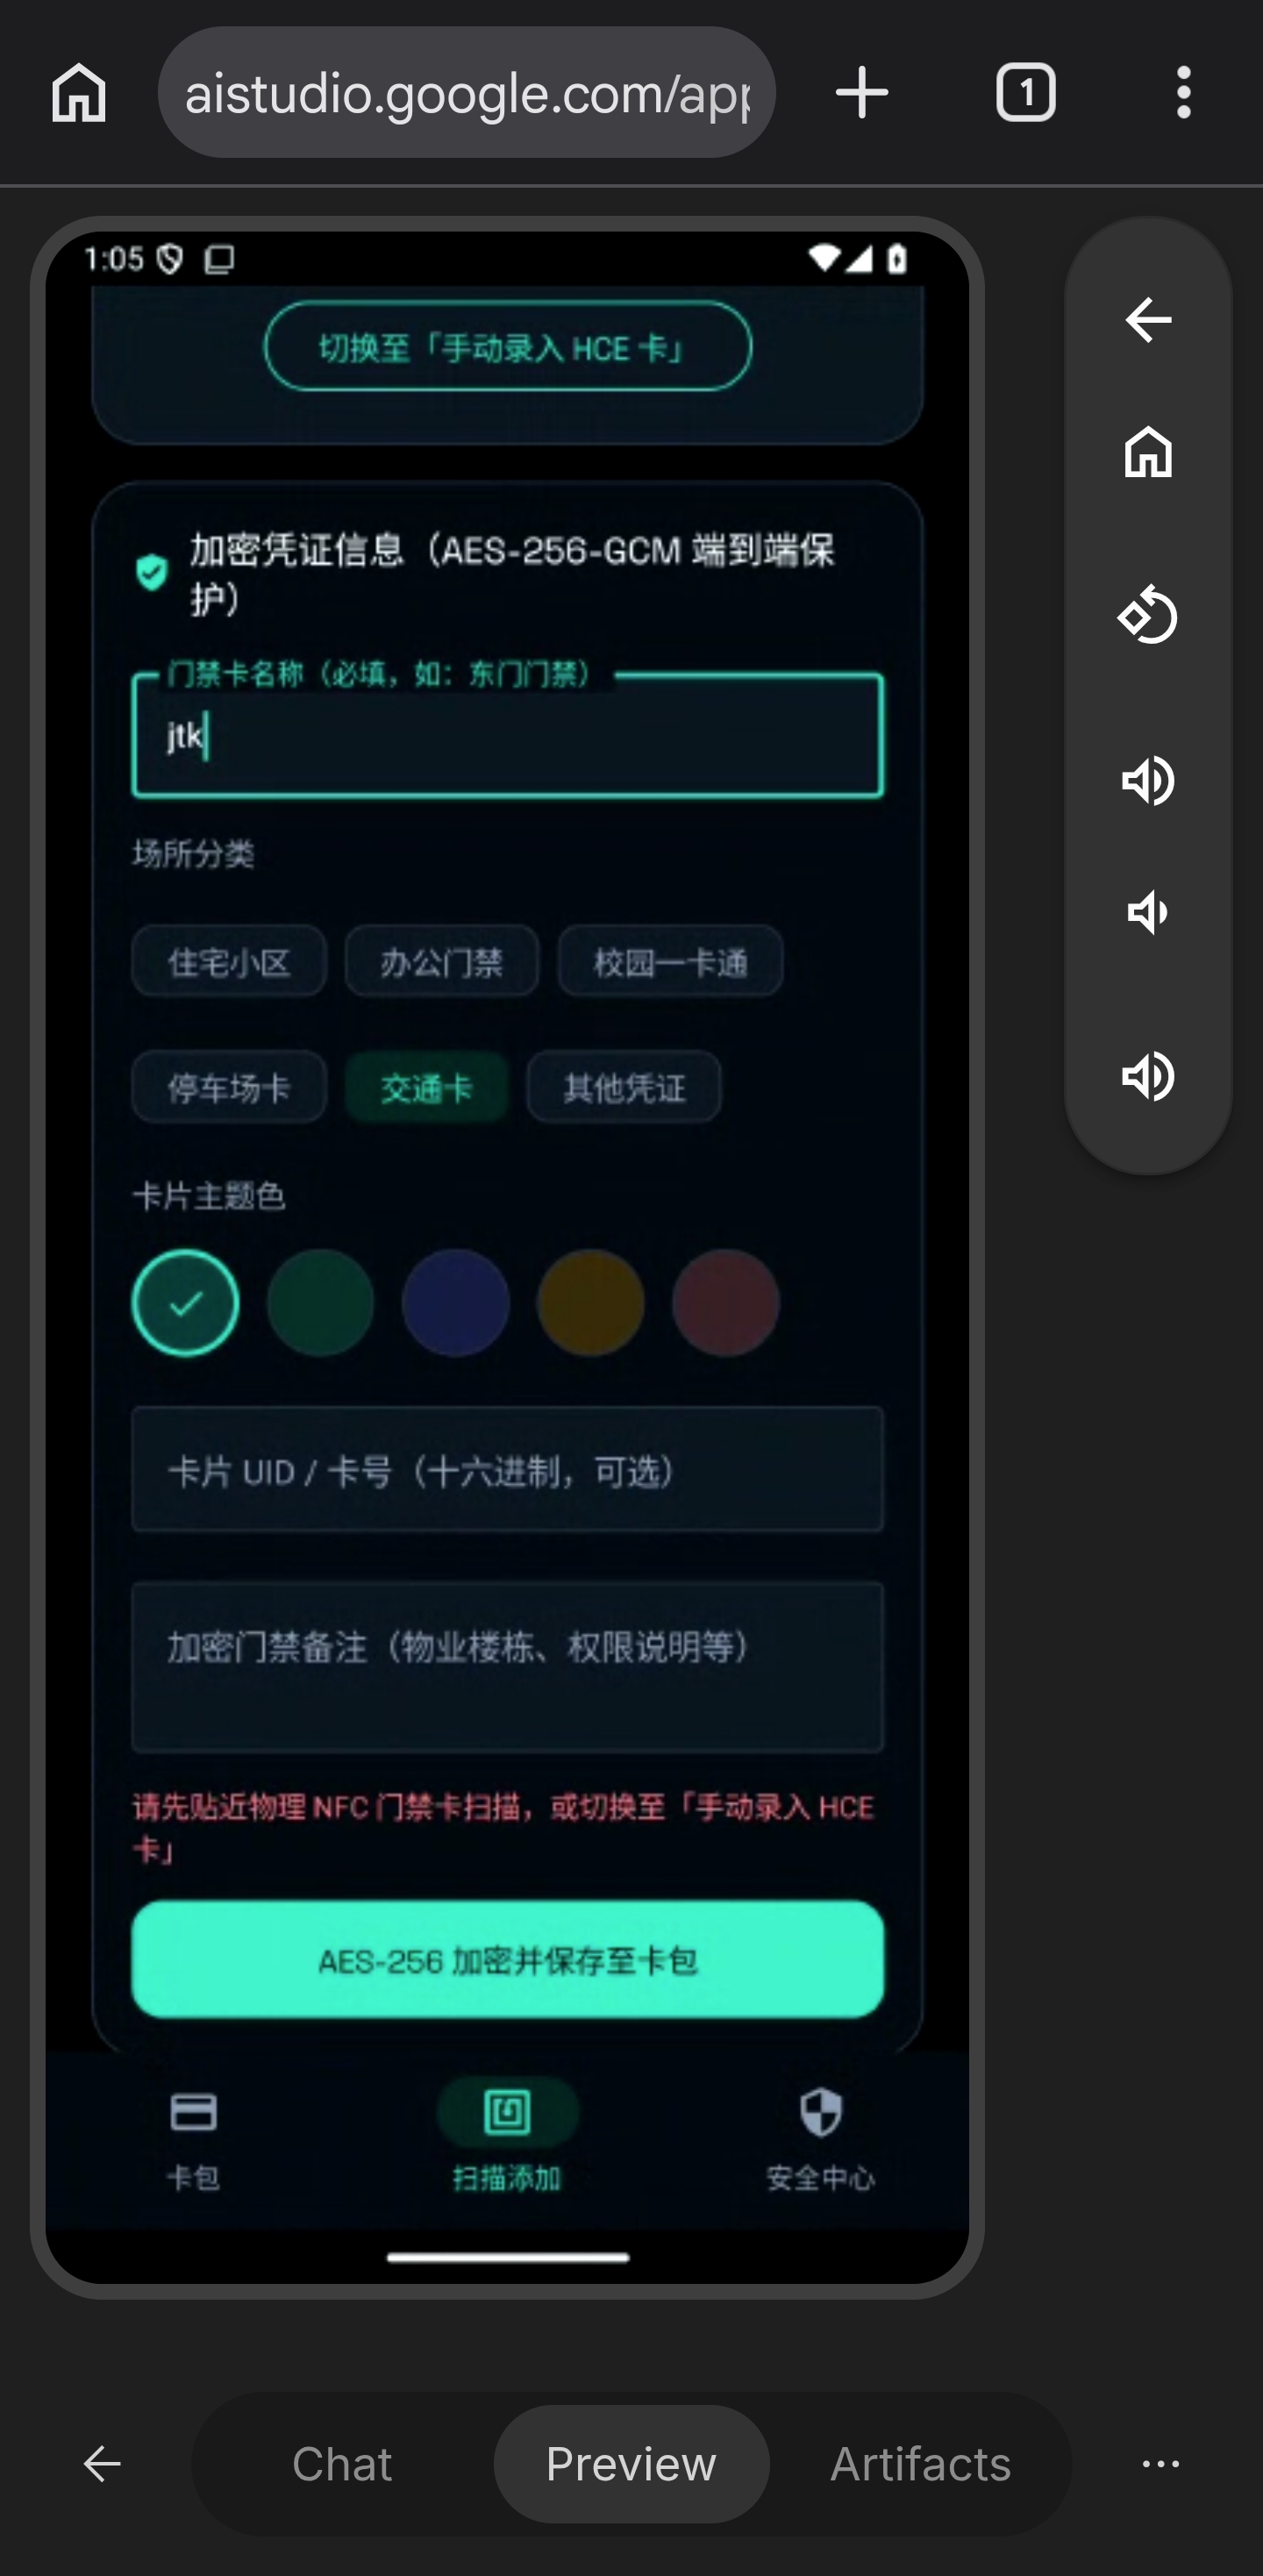 aistudio.google.com/app
1
1:05
切换至「手动录入 HCE 卡」
加密凭证信息（AES-256-GCM 端到端保
护）
门禁卡名称（必填，如：东门门禁）
jtk
场所分类
住宅小区
办公门禁
校园一卡通
停车场卡
交通卡
其他凭证
卡片主题色
卡片 UID / 卡号（十六进制，可选）
加密门禁备注（物业楼栋、权限说明等）
请先贴近物理 NFC 门禁卡扫描，或切换至「手动录入 HCE
卡」
AES-256 加密并保存至卡包
卡包
扫描添加
安全中心
Chat
Preview
Artifacts